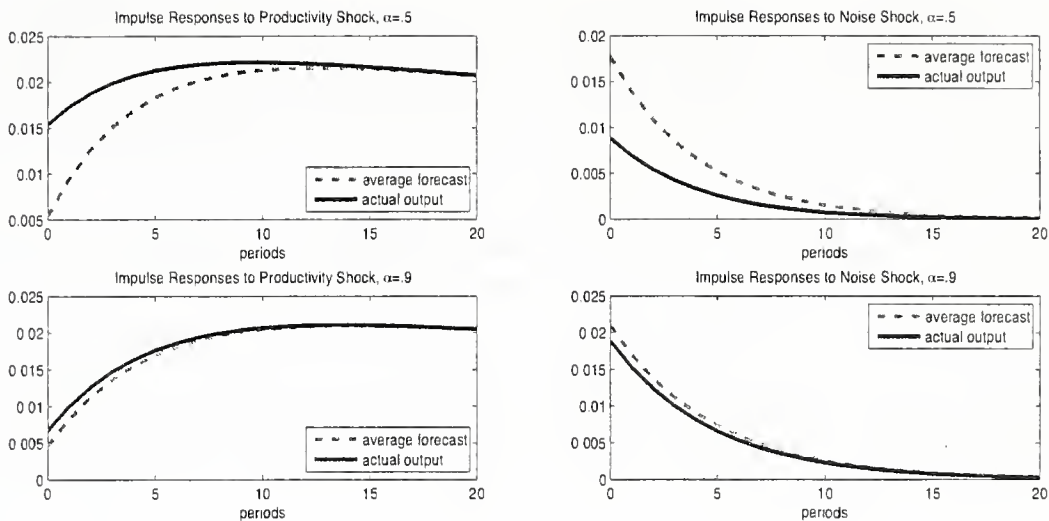 Impulse Responses to Productivity Shock, α=.5
0.025
0.02
0.015
0.01
0.005
0 5 10 15 20
periods
average forecast
actual output
Impulse Responses to Noise Shock, α=.5
0.02
0.015
0.01
0.005
0
0 5 10 15 20
periods
average forecast
actual output
Impulse Responses to Productivity Shock, α=.9
0.025
0.02
0.015
0.01
0.005
0
0 5 10 15 20
periods
average forecast
actual output
Impulse Responses to Noise Shock, α=.9
0.025
0.02
0.015
0.01
0.005
0
0 5 10 15 20
periods
average forecast
actual output